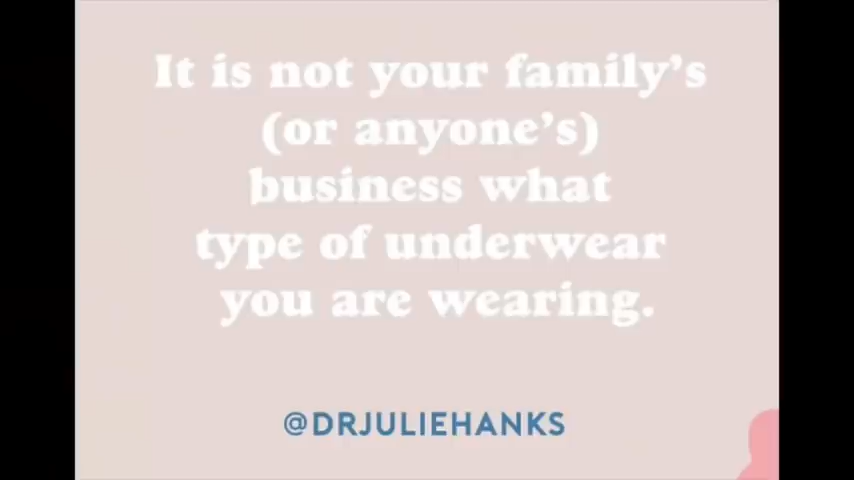 It is not your family’s
(or anyone’s)
business what
type of underwear
you are wearing.
@DRJULIEHANKS